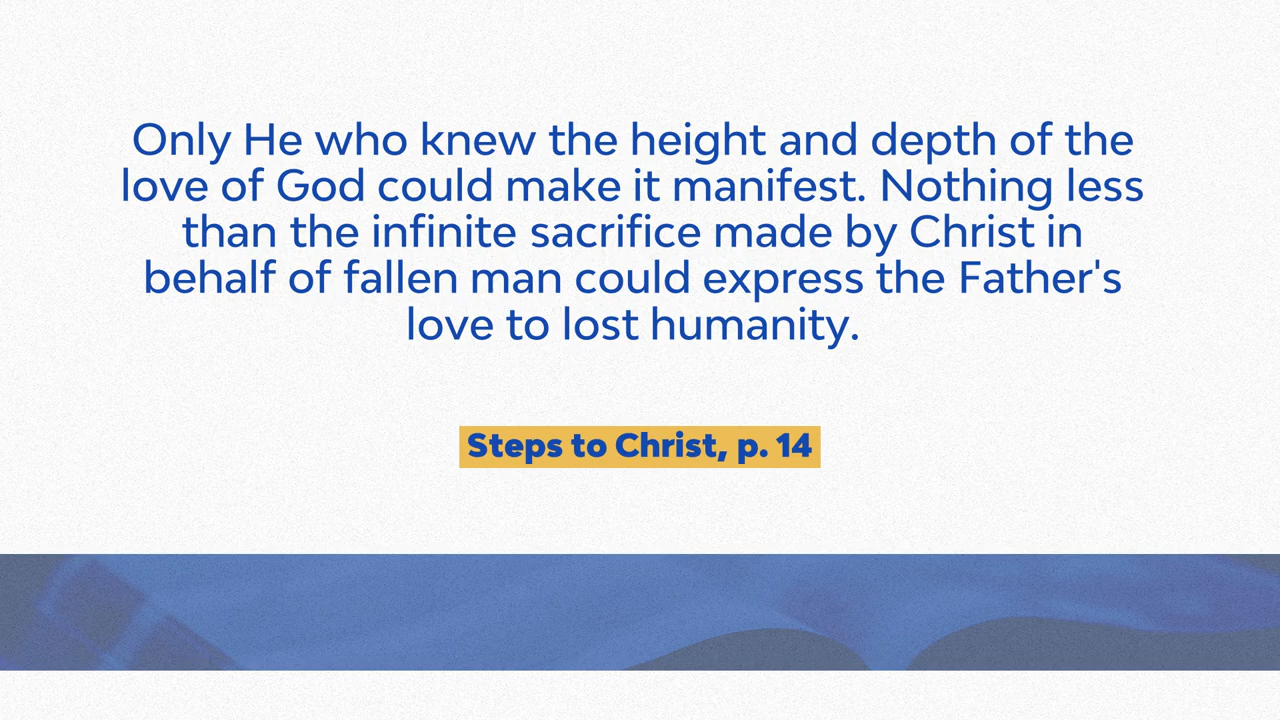 Only He who knew the height and depth of the
love of God could make it manifest. Nothing less
than the infinite sacrifice made by Christ in
behalf of fallen man could express the Father's
love to lost humanity.
Steps to Christ, p. 14